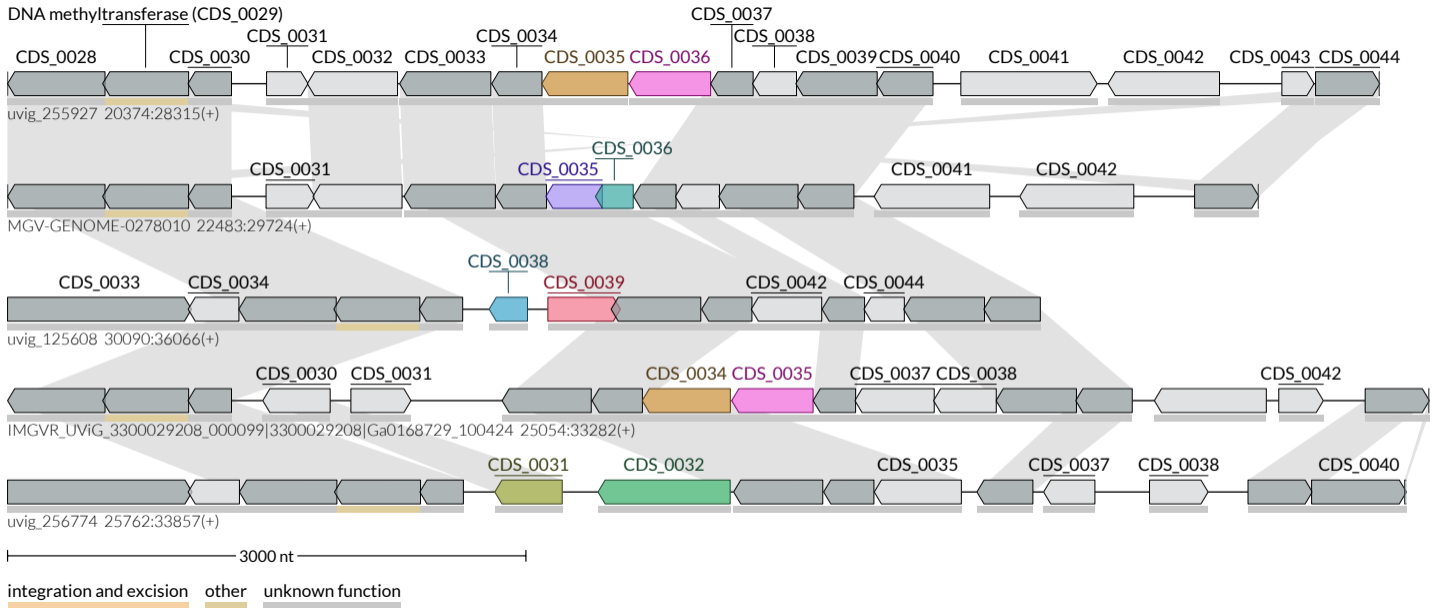 DNA methyltransferase (CDS_0029)
CDS_0037
CDS_0031 CDS_0034 CDS_0038
CDS_0028 CDS_0030 CDS_0032 CDS_0033 CDS_0035 CDS_0036 CDS_0039 CDS_0040 CDS_0041 CDS_0042 CDS_0043 CDS_0044
uvig_255927 20374:28315(+)
CDS_0036
CDS_0031 CDS_0035 CDS_0041 CDS_0042
MGV-GENOME-0278010 22483:29724(+)
CDS_0038
CDS_0033 CDS_0034 CDS_0039 CDS_0042 CDS_0044
uvig_125608 30090:36066(+)
CDS_0030 CDS_0031 CDS_0034 CDS_0035 CDS_0037 CDS_0038 CDS_0042
IMGVR_UViG_3300029208_000099|3300029208|Ga0168729_100424 25054:33282(+)
CDS_0031 CDS_0032 CDS_0035 CDS_0037 CDS_0038 CDS_0040
uvig_256774 25762:33857(+)
3000 nt
integration and excision other unknown function